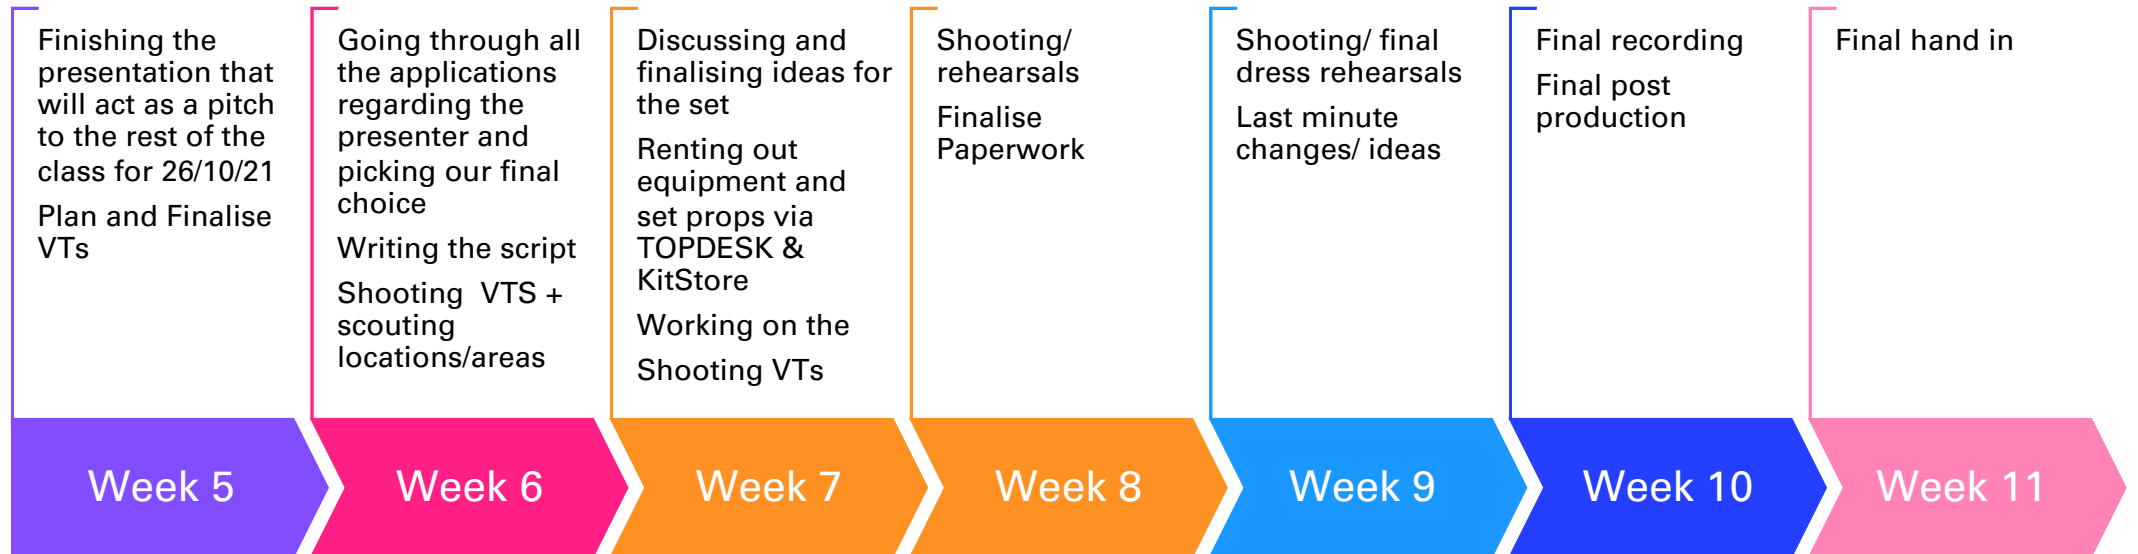 Finishing the
presentation that
will act as a pitch
to the rest of the
class for 26/10/21
Plan and Finalise
VTs
Week 5
Going through all
the applications
regarding the
presenter and
picking our final
choice
Writing the script
Shooting  VTS +
scouting
locations/areas
Week 6
Discussing and
finalising ideas for
the set
Renting out
equipment and
set props via
TOPDESK &
KitStore
Working on the
Shooting VTs
Week 7
Shooting/
rehearsals
Finalise
Paperwork
Week 8
Shooting/ final
dress rehearsals
Last minute
changes/ ideas
Week 9
Final recording
Final post
production
Week 10
Final hand in
Week 11